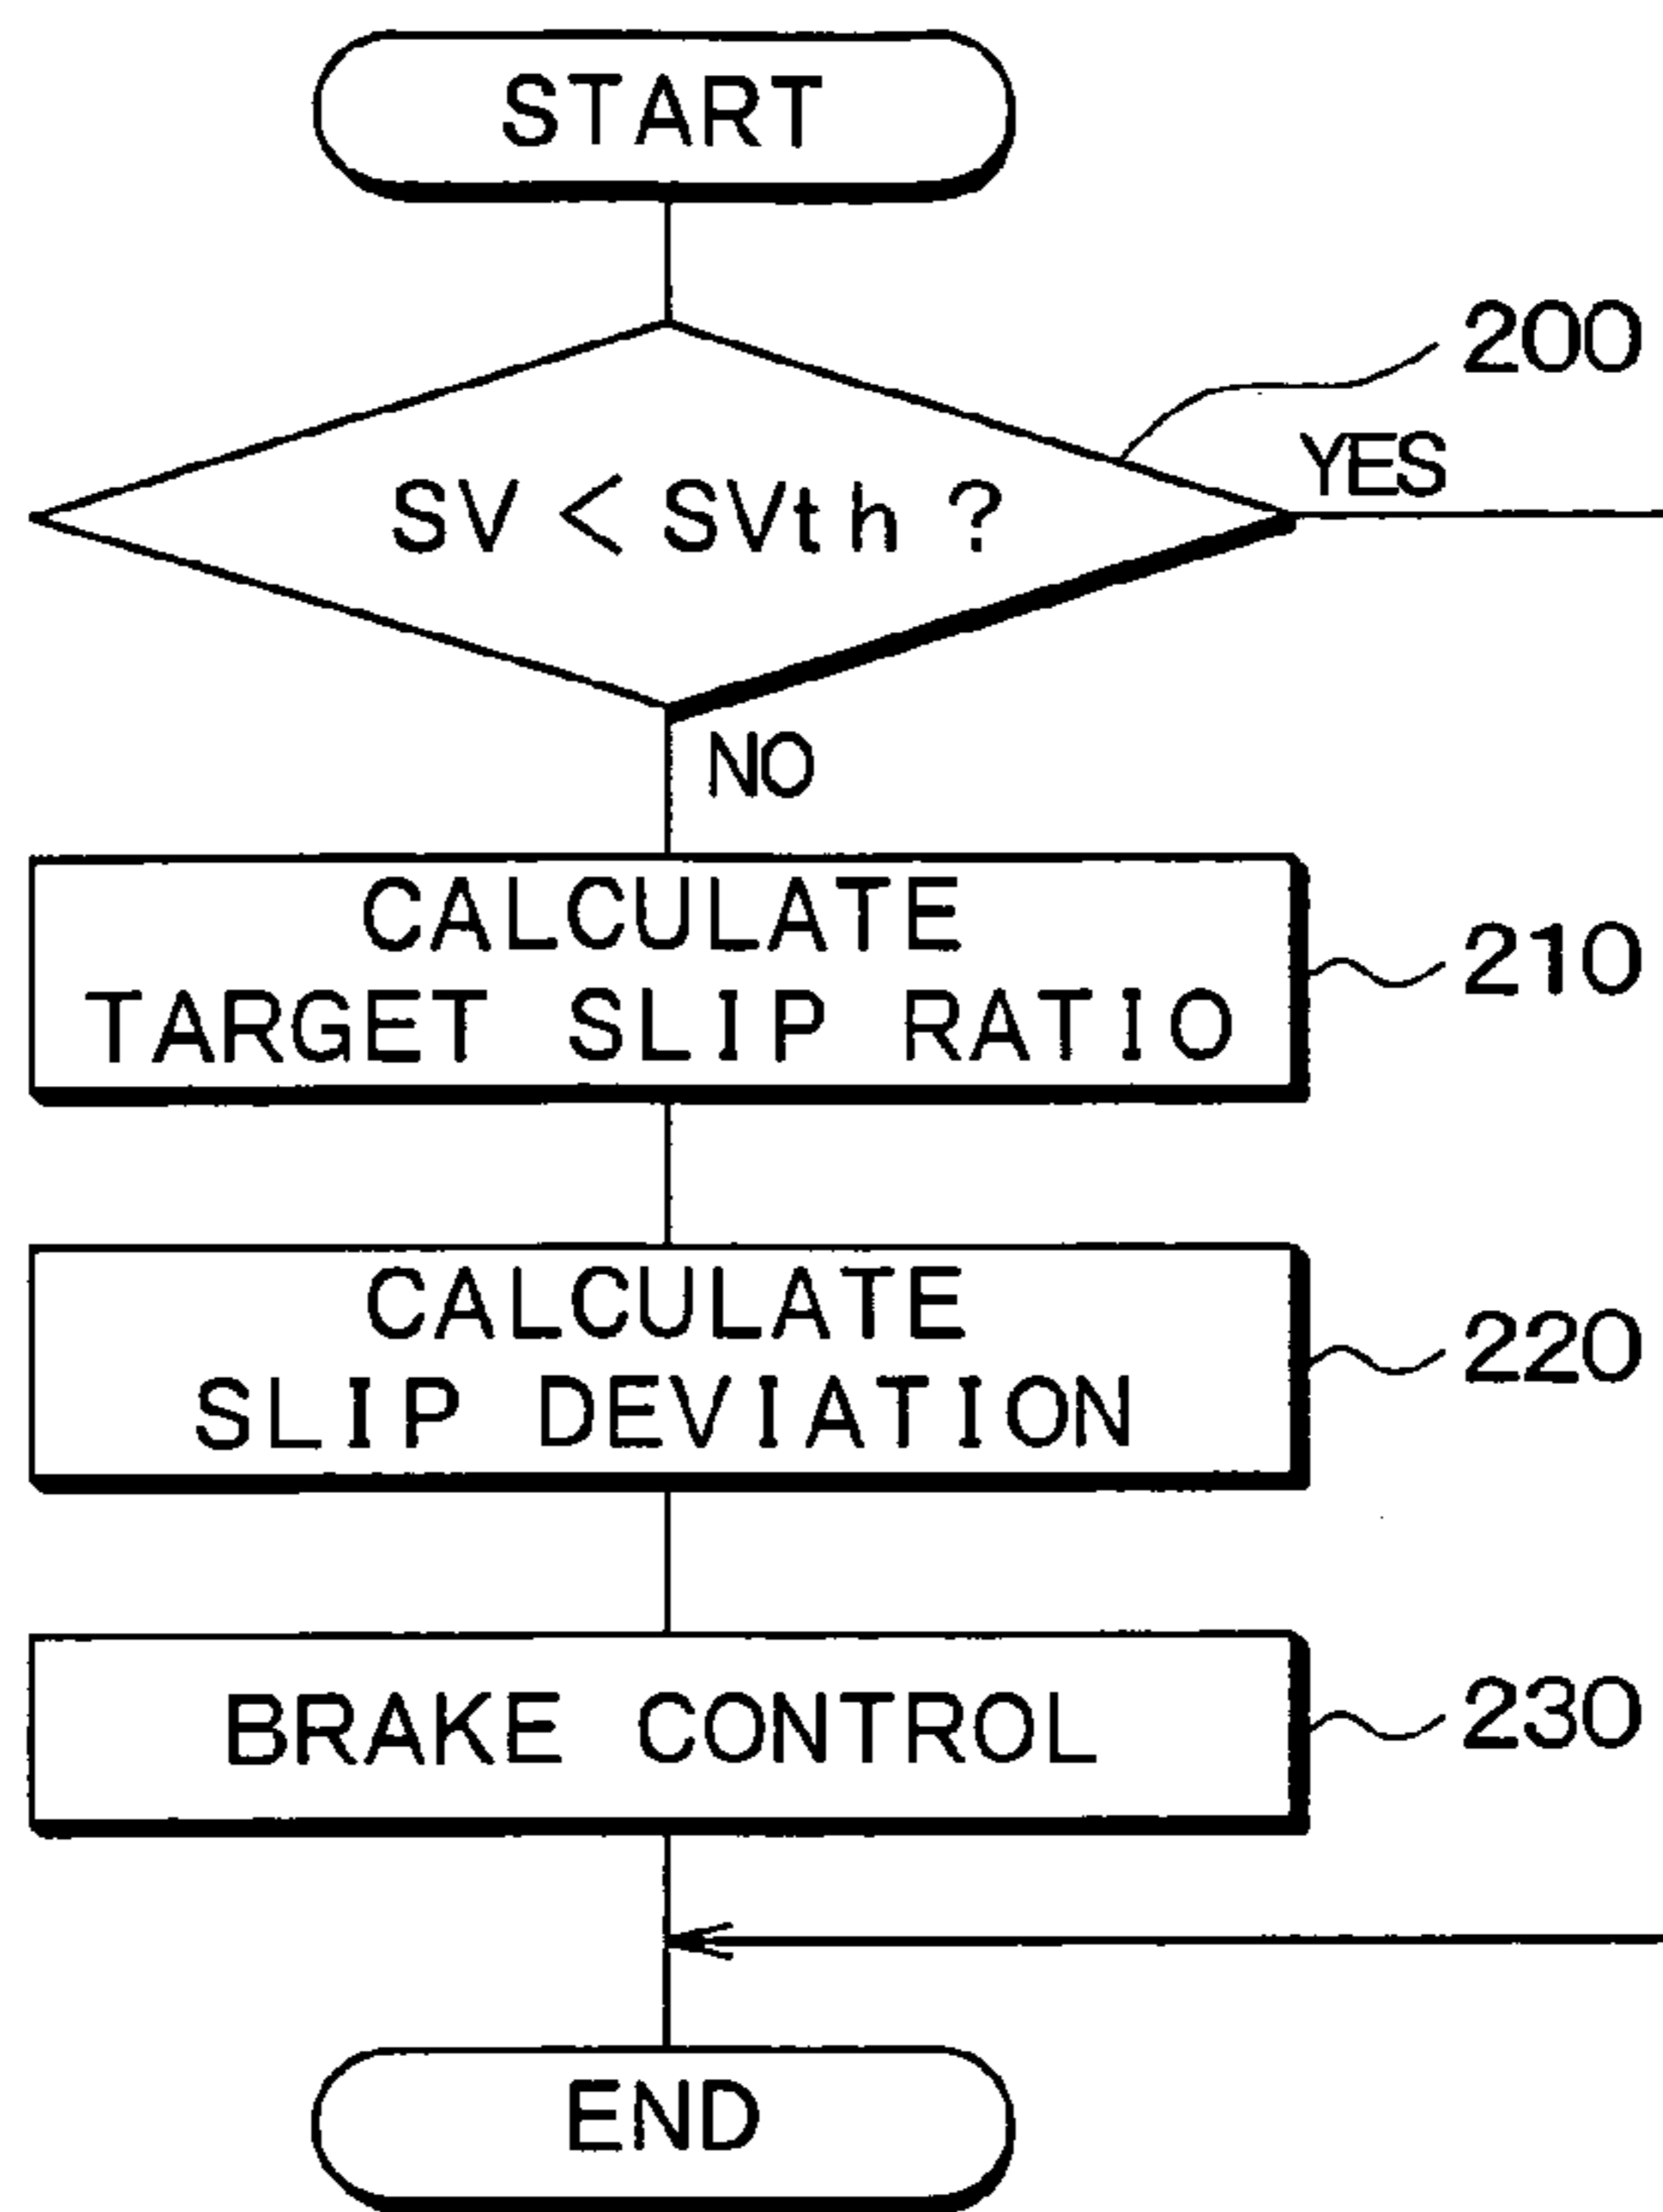 START
200
YES
SV < SVth ?
NO
CALCULATE
TARGET SLIP RATIO
210
CALCULATE
SLIP DEVIATION
220
BRAKE CONTROL
230
END